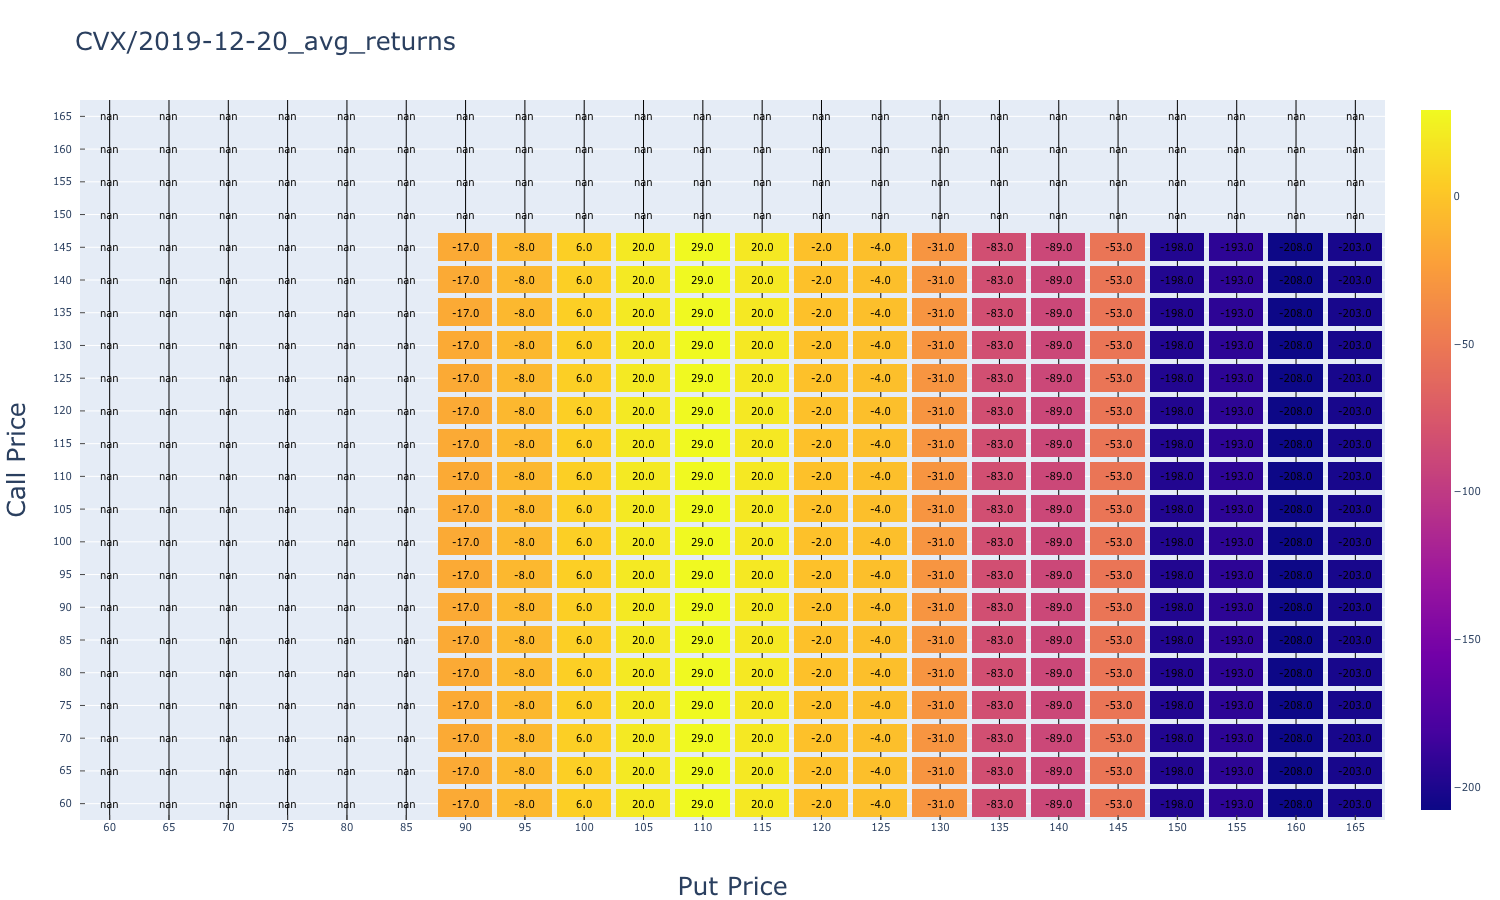 CVX/2019-12-20_avg_returns
165 nan nan nan nan nan nan nan nan nan nan nan nan nan nan nan nan nan nan nan nan nan nan
160 nan nan nan nan nan nan nan nan nan nan nan nan nan nan nan nan nan nan nan nan nan nan
155 nan nan nan nan nan nan nan nan nan nan nan nan nan nan nan nan nan nan nan nan nan nan
150 nan nan nan nan nan nan nan nan nan nan nan nan nan nan nan nan nan nan nan nan nan nan
145 nan nan nan nan nan nan -17.0 -8.0 6.0 20.0 29.0 20.0 -2.0 -4.0 -31.0 -83.0 -89.0 -53.0 -198.0 -193.0 -208.0 -203.0
140 nan nan nan nan nan nan -17.0 -8.0 6.0 20.0 29.0 20.0 -2.0 -4.0 -31.0 -83.0 -89.0 -53.0 -198.0 -193.0 -208.0 -203.0
135 nan nan nan nan nan nan -17.0 -8.0 6.0 20.0 29.0 20.0 -2.0 -4.0 -31.0 -83.0 -89.0 -53.0 -198.0 -193.0 -208.0 -203.0
130 nan nan nan nan nan nan -17.0 -8.0 6.0 20.0 29.0 20.0 -2.0 -4.0 -31.0 -83.0 -89.0 -53.0 -198.0 -193.0 -208.0 -203.0
125 nan nan nan nan nan nan -17.0 -8.0 6.0 20.0 29.0 20.0 -2.0 -4.0 -31.0 -83.0 -89.0 -53.0 -198.0 -193.0 -208.0 -203.0
120 nan nan nan nan nan nan -17.0 -8.0 6.0 20.0 29.0 20.0 -2.0 -4.0 -31.0 -83.0 -89.0 -53.0 -198.0 -193.0 -208.0 -203.0
115 nan nan nan nan nan nan -17.0 -8.0 6.0 20.0 29.0 20.0 -2.0 -4.0 -31.0 -83.0 -89.0 -53.0 -198.0 -193.0 -208.0 -203.0
110 nan nan nan nan nan nan -17.0 -8.0 6.0 20.0 29.0 20.0 -2.0 -4.0 -31.0 -83.0 -89.0 -53.0 -198.0 -193.0 -208.0 -203.0
105 nan nan nan nan nan nan -17.0 -8.0 6.0 20.0 29.0 20.0 -2.0 -4.0 -31.0 -83.0 -89.0 -53.0 -198.0 -193.0 -208.0 -203.0
100 nan nan nan nan nan nan -17.0 -8.0 6.0 20.0 29.0 20.0 -2.0 -4.0 -31.0 -83.0 -89.0 -53.0 -198.0 -193.0 -208.0 -203.0
95 nan nan nan nan nan nan -17.0 -8.0 6.0 20.0 29.0 20.0 -2.0 -4.0 -31.0 -83.0 -89.0 -53.0 -198.0 -193.0 -208.0 -203.0
90 nan nan nan nan nan nan -17.0 -8.0 6.0 20.0 29.0 20.0 -2.0 -4.0 -31.0 -83.0 -89.0 -53.0 -198.0 -193.0 -208.0 -203.0
85 nan nan nan nan nan nan -17.0 -8.0 6.0 20.0 29.0 20.0 -2.0 -4.0 -31.0 -83.0 -89.0 -53.0 -198.0 -193.0 -208.0 -203.0
80 nan nan nan nan nan nan -17.0 -8.0 6.0 20.0 29.0 20.0 -2.0 -4.0 -31.0 -83.0 -89.0 -53.0 -198.0 -193.0 -208.0 -203.0
75 nan nan nan nan nan nan -17.0 -8.0 6.0 20.0 29.0 20.0 -2.0 -4.0 -31.0 -83.0 -89.0 -53.0 -198.0 -193.0 -208.0 -203.0
70 nan nan nan nan nan nan -17.0 -8.0 6.0 20.0 29.0 20.0 -2.0 -4.0 -31.0 -83.0 -89.0 -53.0 -198.0 -193.0 -208.0 -203.0
65 nan nan nan nan nan nan -17.0 -8.0 6.0 20.0 29.0 20.0 -2.0 -4.0 -31.0 -83.0 -89.0 -53.0 -198.0 -193.0 -208.0 -203.0
60 nan nan nan nan nan nan -17.0 -8.0 6.0 20.0 29.0 20.0 -2.0 -4.0 -31.0 -83.0 -89.0 -53.0 -198.0 -193.0 -208.0 -203.0
60 65 70 75 80 85 90 95 100 105 110 115 120 125 130 135 140 145 150 155 160 165
Put Price
Call Price
0
−50
−100
−150
−200